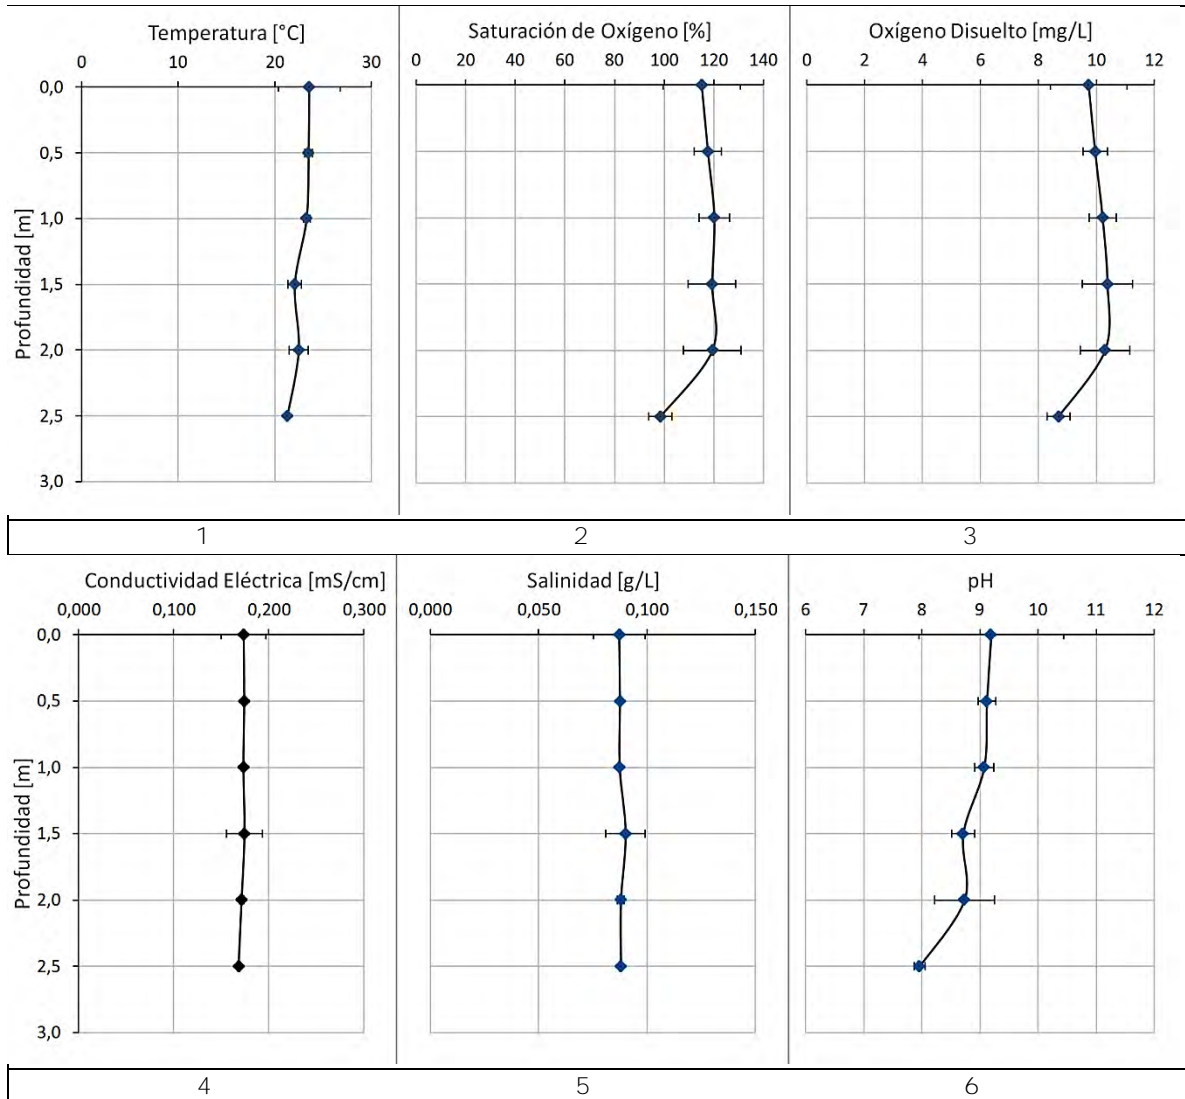 Temperatura [°C]
0 10 20 30
Saturación de Oxígeno [%]
0 20 40 60 80 100 120 140
Oxígeno Disuelto [mg/L]
0 2 4 6 8 10 12
Profundidad [m]
0,0
0,5
1,0
1,5
2,0
2,5
3,0
1 2 3
Conductividad Eléctrica [mS/cm]
0,000 0,100 0,200 0,300
Salinidad [g/L]
0,000 0,050 0,100 0,150
pH
6 7 8 9 10 11 12
Profundidad [m]
0,0
0,5
1,0
1,5
2,0
2,5
3,0
4 5 6